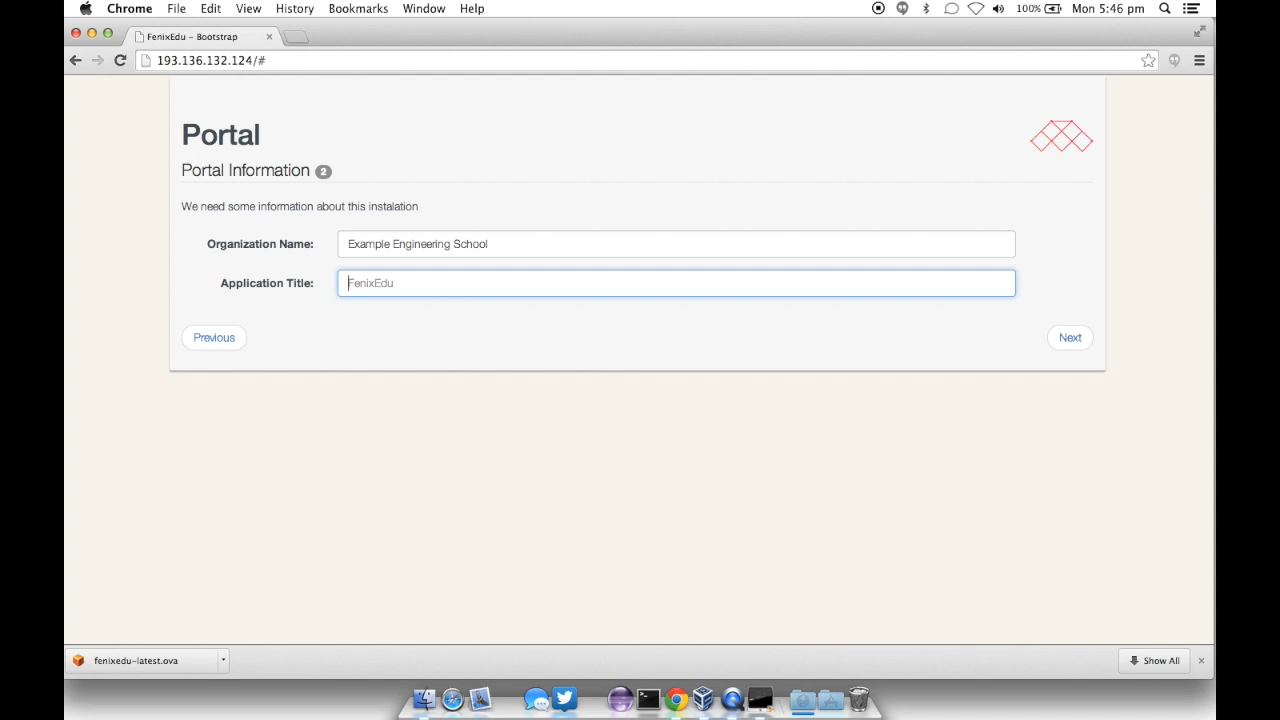 Chrome File Edit View History Bookmarks Window Help 100% Mon 5:46 pm
FenixEdu – Bootstrap
193.136.132.124/#
Portal
Portal Information 2
We need some information about this instalation
Organization Name: Example Engineering School
Application Title: FenixEdu
Previous Next
fenixedu-latest.ova Show All